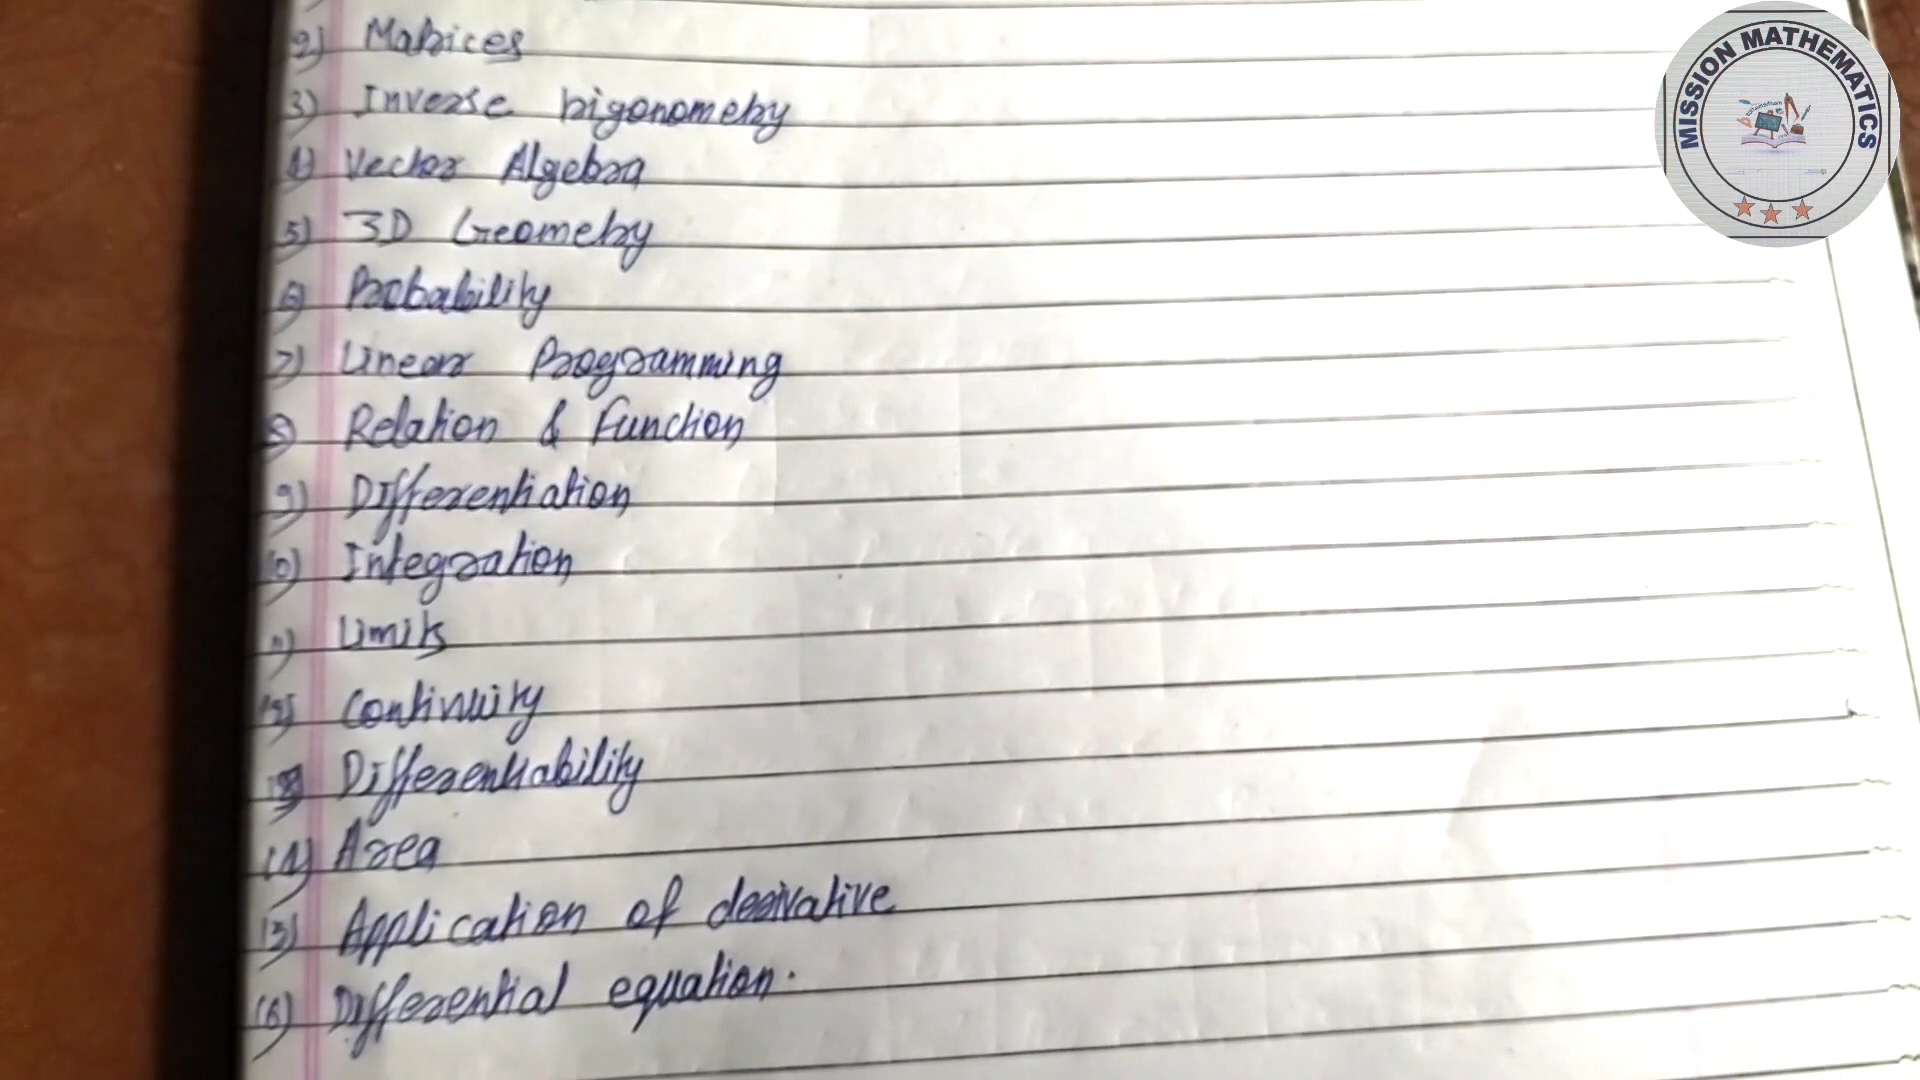 2) Matrices
3) Inverse trigonometry
4) Vector Algebra
5) 3D Geometry
6) Probability
7) Linear Programming
8) Relation & Function
9) Differentiation
10) Integration
11) Limits
12) Continuity
13) Differentiability
14) Area
15) Application of derivative
16) Differential equation.
MISSION MATHEMATICS